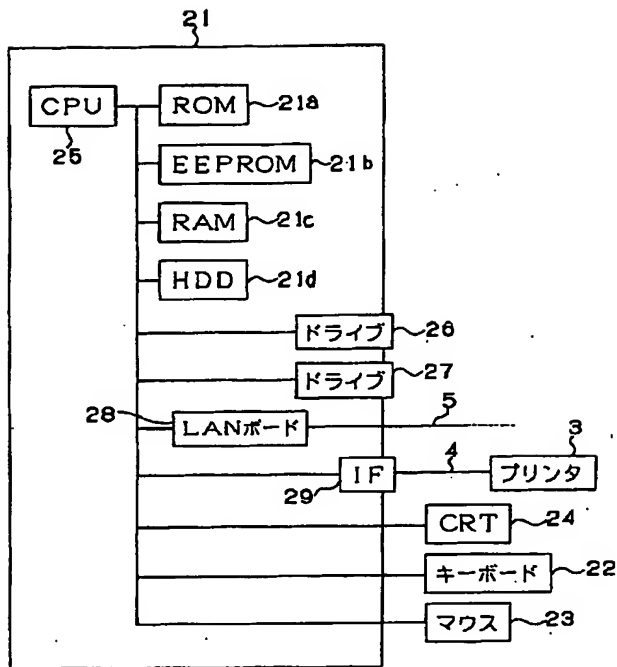 21
CPU
ROM
21a
25
EEPROM
21b
RAM
21c
HDD
21d
ドライブ
26
ドライブ
27
28
LANボード
5
IF
4
プリンタ
3
29
CRT
24
キーボード
22
マウス
23